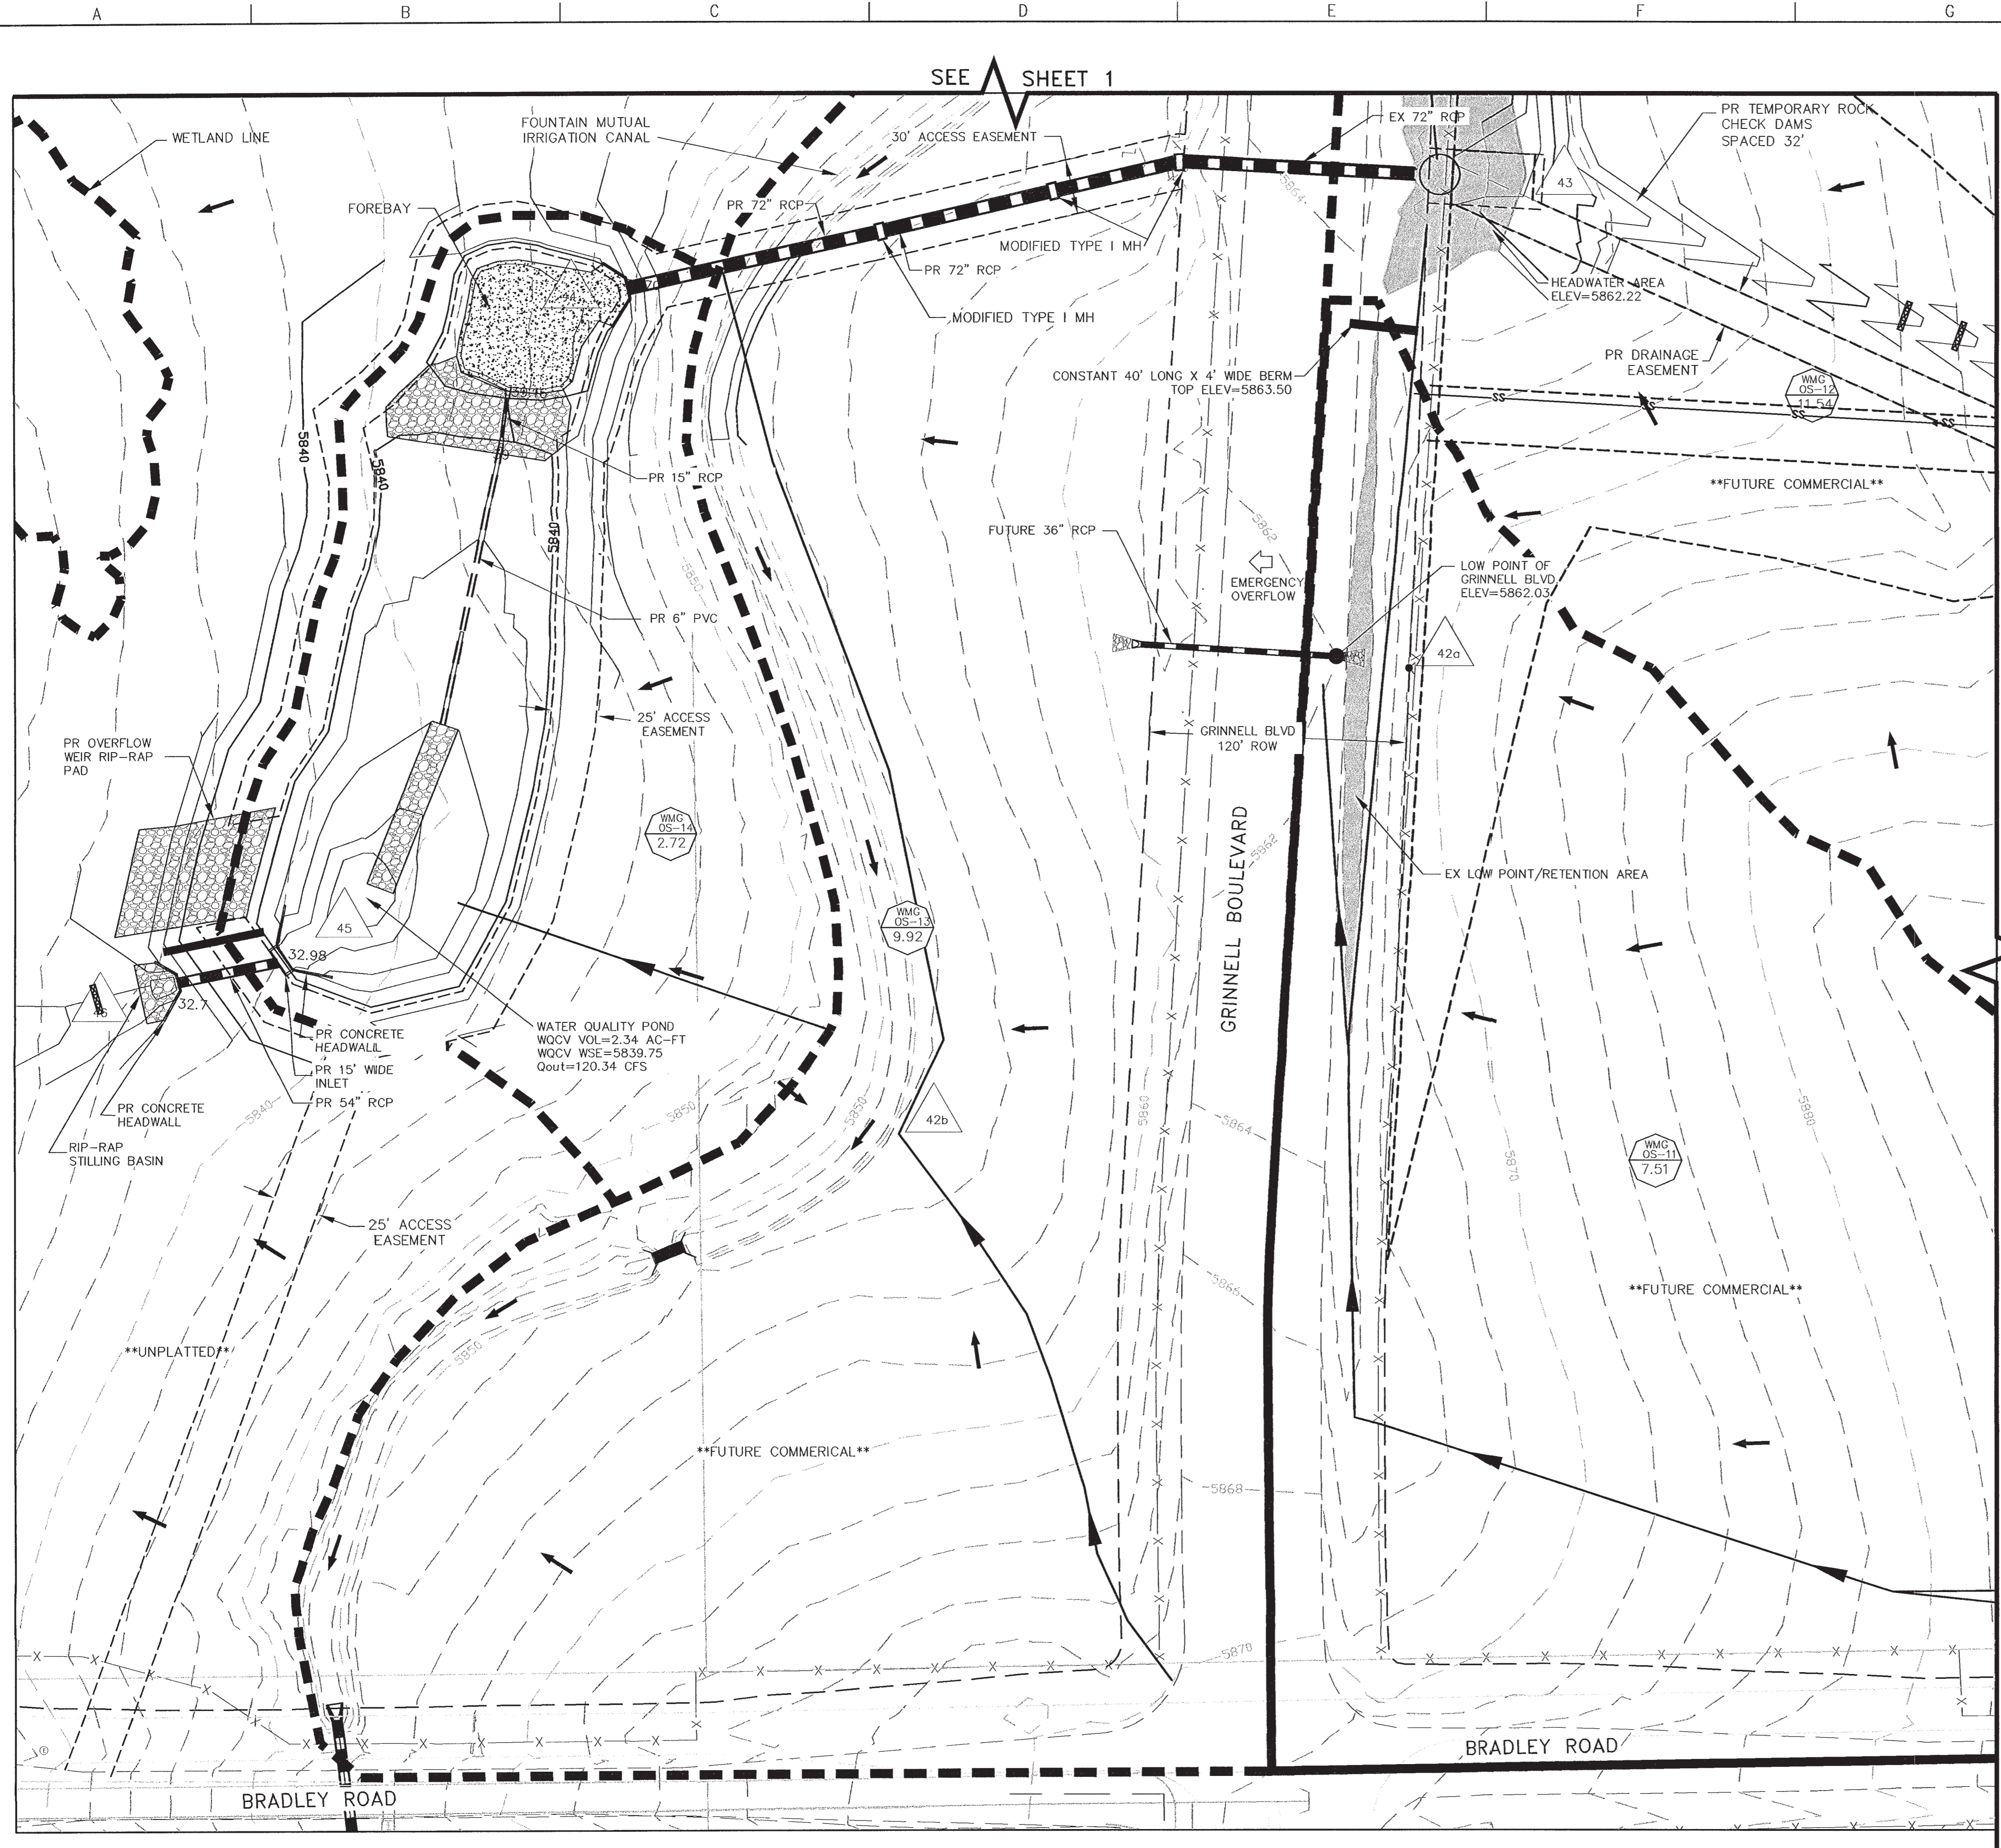 A
B
C
D
E
F
G
SEE
SHEET 1
WETLAND LINE
FOUNTAIN MUTUAL
IRRIGATION CANAL
30' ACCESS EASEMENT
EX 72" RCP
PR TEMPORARY ROCK
CHECK DAMS
SPACED 32'
43
FOREBAY
PR 72" RCP
5864
MODIFIED TYPE I MH
PR 72" RCP
HEADWATER AREA
ELEV=5862.22
MODIFIED TYPE I MH
PR DRAINAGE
EASEMENT
CONSTANT 40' LONG X 4' WIDE BERM
TOP ELEV=5863.50
WMG
OS-12
11.54
SS
SS
SS
SS
5840
5840
PR 15" RCP
**FUTURE COMMERCIAL**
5840
FUTURE 36" RCP
5862
5850
EMERGENCY
OVERFLOW
LOW POINT OF
GRINNELL BLVD
ELEV=5862.03
PR 6" PVC
42a
25' ACCESS
EASEMENT
GRINNELL BLVD
120' ROW
PR OVERFLOW
WEIR RIP-RAP
PAD
WMG
OS-14
2.72
GRINNELL BOULEVARD
5862
EX LOW POINT/RETENTION AREA
45
WMG
OS-13
9.92
32.98
32.7
46
WATER QUALITY POND
WQCV VOL=2.34 AC-FT
WQCV WSE=5839.75
Qout=120.34 CFS
PR CONCRETE
HEADWALL
PR 15' WIDE
INLET
PR 54" RCP
PR CONCRETE
HEADWALL
RIP-RAP
STILLING BASIN
5840
5850
5850
42b
5860
5864
5880
WMG
OS-11
7.51
5870
25' ACCESS
EASEMENT
5866
**FUTURE COMMERCIAL**
**UNPLATTED**
5850
**FUTURE COMMERICAL**
5868
5870
BRADLEY ROAD
BRADLEY ROAD